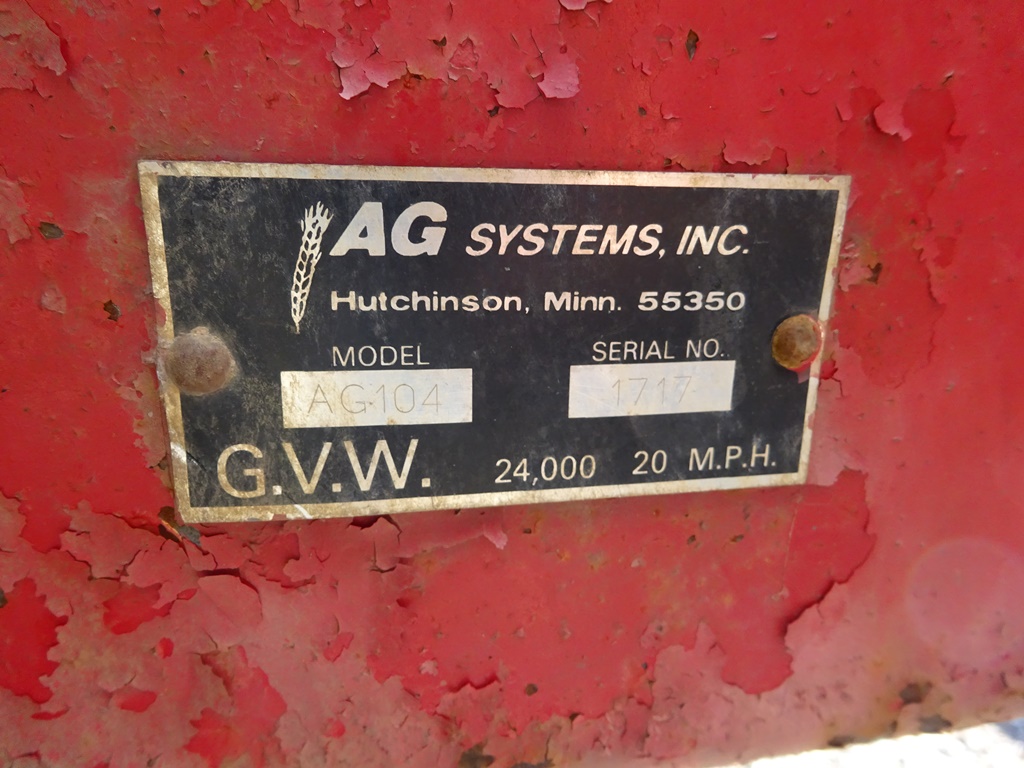 AG SYSTEMS, INC.
Hutchinson, Minn. 55350
MODEL SERIAL NO.
AG104 1717
G.V.W. 24,000 20 M.P.H.